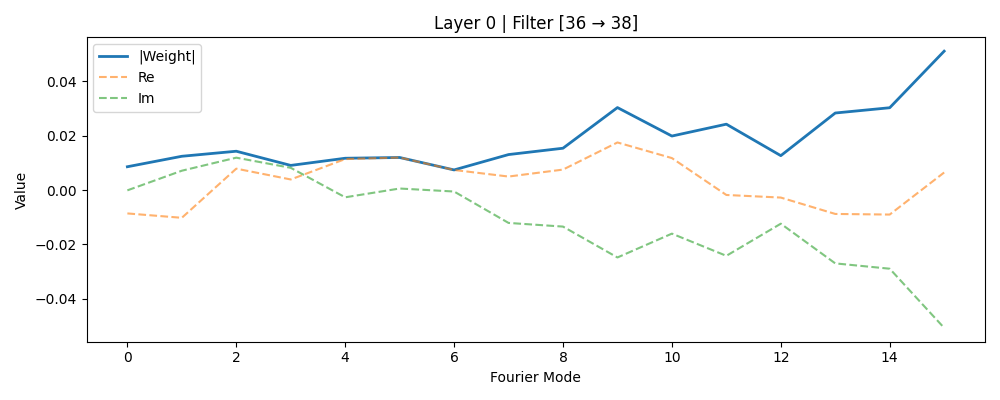 Layer 0 | Filter [36 → 38]
|Weight|
Re
Im
0.04
0.02
0.00
−0.02
−0.04
Value
0 2 4 6 8 10 12 14
Fourier Mode